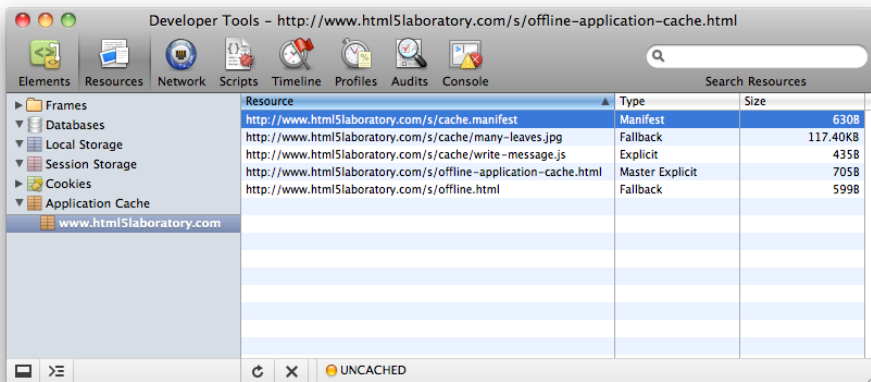 Developer Tools - http://www.html5laboratory.com/s/offline-application-cache.html
Elements Resources Network Scripts Timeline Profiles Audits Console Search Resources
Frames
Databases
Local Storage
Session Storage
Cookies
Application Cache
www.html5laboratory.com
Resource Type Size
http://www.html5laboratory.com/s/cache.manifest Manifest 630B
http://www.html5laboratory.com/s/cache/many-leaves.jpg Fallback 117.40KB
http://www.html5laboratory.com/s/cache/write-message.js Explicit 435B
http://www.html5laboratory.com/s/offline-application-cache.html Master Explicit 705B
http://www.html5laboratory.com/s/offline.html Fallback 599B
UNCACHED